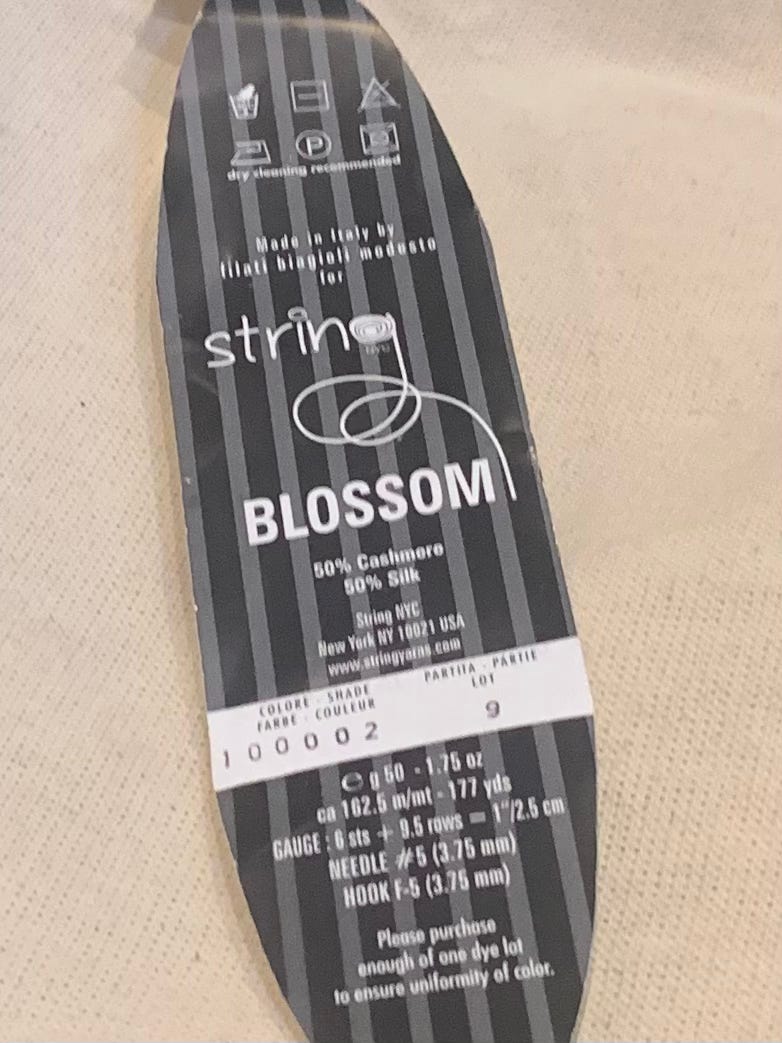 P
dry cleaning recommended
Made in Italy by
filati biagioli modesto
for
string
NYC
BLOSSOM
50% Cashmere
50% Silk
String NYC
New York NY 10021 USA
www.stringyarns.com
COLORE - SHADE
FARBE - COULEUR
100002
PARTITA - PARTIE
LOT
9
℮ g 50 - 1.75 oz
ca 162.5 m/mt - 177 yds
GAUGE : 6 sts + 9.5 rows = 1"/2.5 cm
NEEDLE #5 (3.75 mm)
HOOK F-5 (3.75 mm)
Please purchase
enough of one dye lot
to ensure uniformity of color.